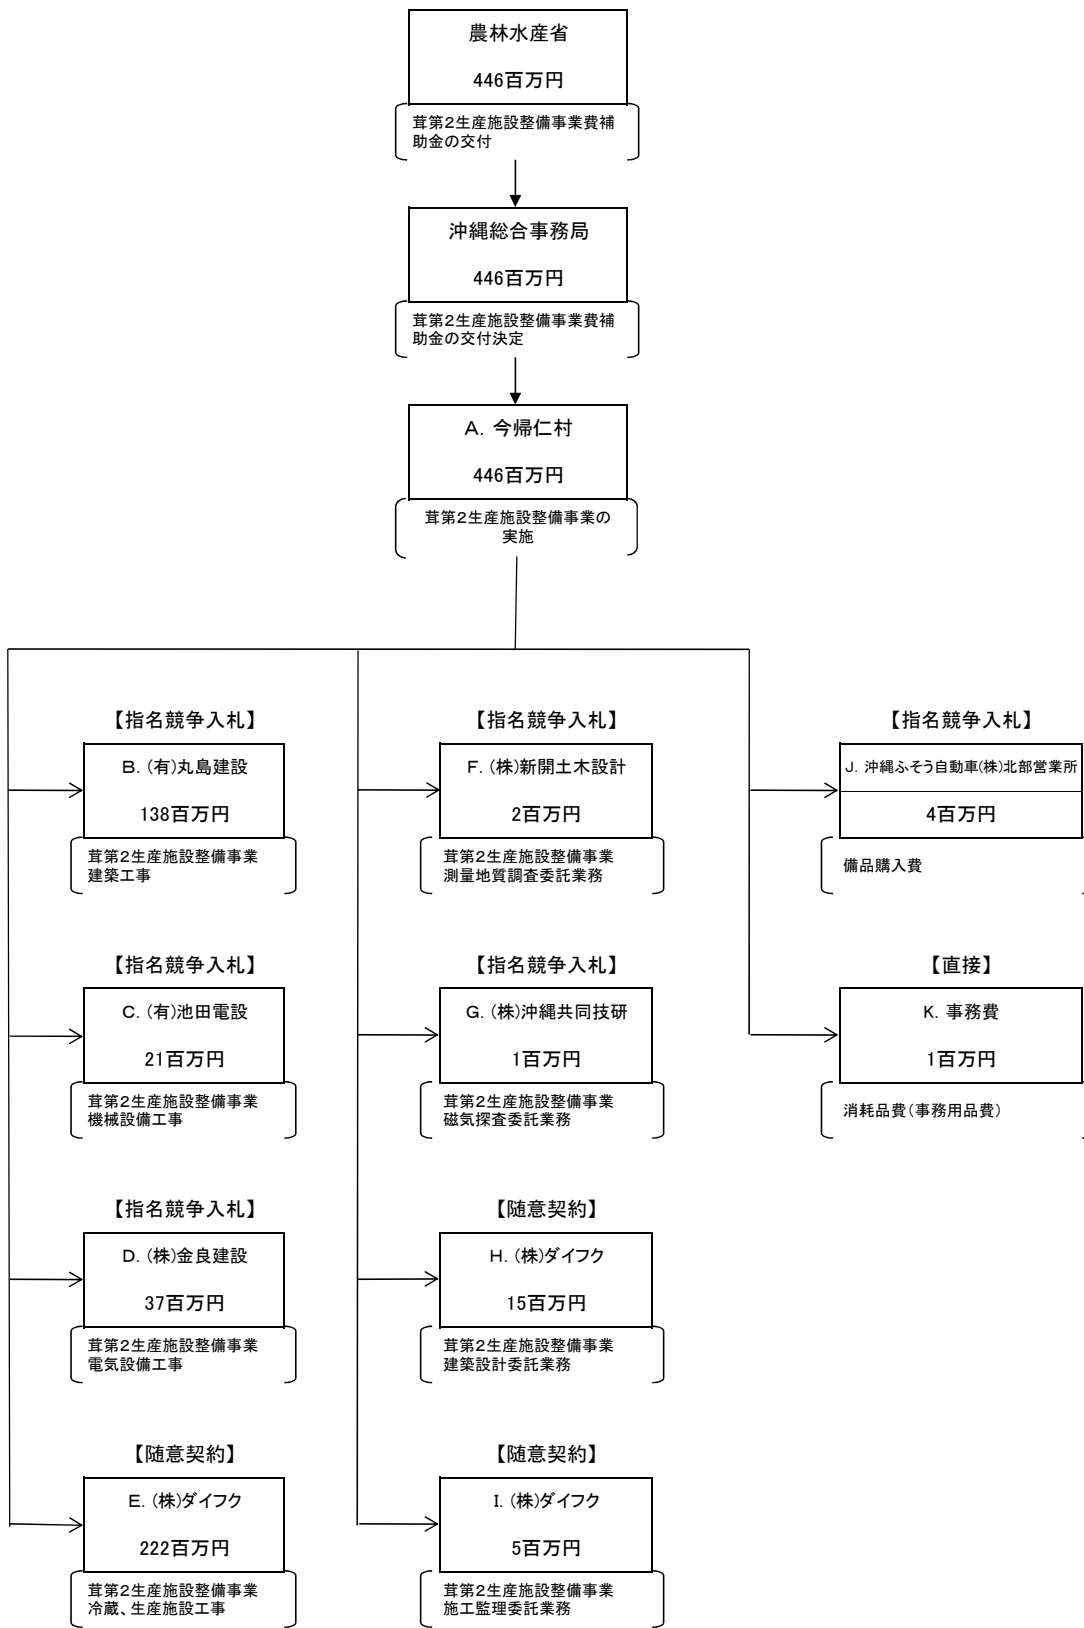 農林水産省
446百万円
茸第2生産施設整備事業費補
助金の交付
沖縄総合事務局
446百万円
茸第2生産施設整備事業費補
助金の交付決定
A．今帰仁村
446百万円
茸第2生産施設整備事業の
実施
【指名競争入札】
B．(有)丸島建設
138百万円
茸第2生産施設整備事業
建築工事
【指名競争入札】
C．(有)池田電設
21百万円
茸第2生産施設整備事業
機械設備工事
【指名競争入札】
D．(株)金良建設
37百万円
茸第2生産施設整備事業
電気設備工事
【随意契約】
E．(株)ダイフク
222百万円
茸第2生産施設整備事業
冷蔵、生産施設工事
【指名競争入札】
F．(株)新開土木設計
2百万円
茸第2生産施設整備事業
測量地質調査委託業務
【指名競争入札】
G．(株)沖縄共同技研
1百万円
茸第2生産施設整備事業
磁気探査委託業務
【随意契約】
H．(株)ダイフク
15百万円
茸第2生産施設整備事業
建築設計委託業務
【随意契約】
I．(株)ダイフク
5百万円
茸第2生産施設整備事業
施工監理委託業務
【指名競争入札】
J．沖縄ふそう自動車(株)北部営業所
4百万円
備品購入費
【直接】
K．事務費
1百万円
消耗品費（事務用品費）